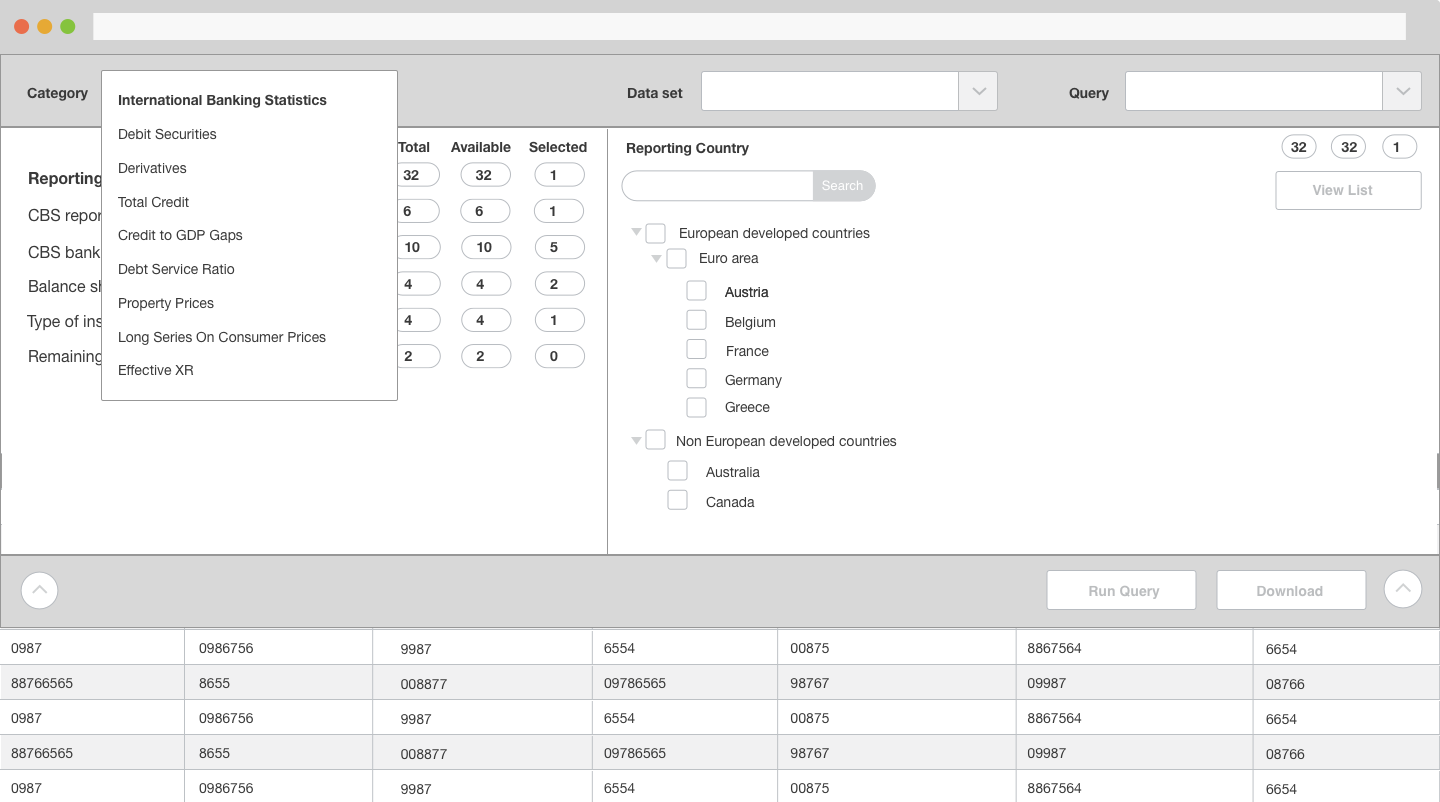 Category
Data set
Query
International Banking Statistics
Debit Securities
Derivatives
Total Credit
Credit to GDP Gaps
Debt Service Ratio
Property Prices
Long Series On Consumer Prices
Effective XR
Total Available Selected
Reporting 32 32 1
CBS repor 6 6 1
CBS bank 10 10 5
Balance sh 4 4 2
Type of ins 4 4 1
Remaining 2 2 0
Reporting Country
32 32 1
Search
View List
European developed countries
Euro area
Austria
Belgium
France
Germany
Greece
Non European developed countries
Australia
Canada
Run Query
Download
0987 0986756 9987 6554 00875 8867564 6654
88766565 8655 008877 09786565 98767 09987 08766
0987 0986756 9987 6554 00875 8867564 6654
88766565 8655 008877 09786565 98767 09987 08766
0987 0986756 9987 6554 00875 8867564 6654